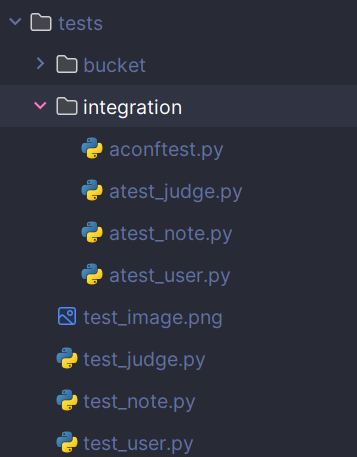 tests
bucket
integration
aconftest.py
atest_judge.py
atest_note.py
atest_user.py
test_image.png
test_judge.py
test_note.py
test_user.py